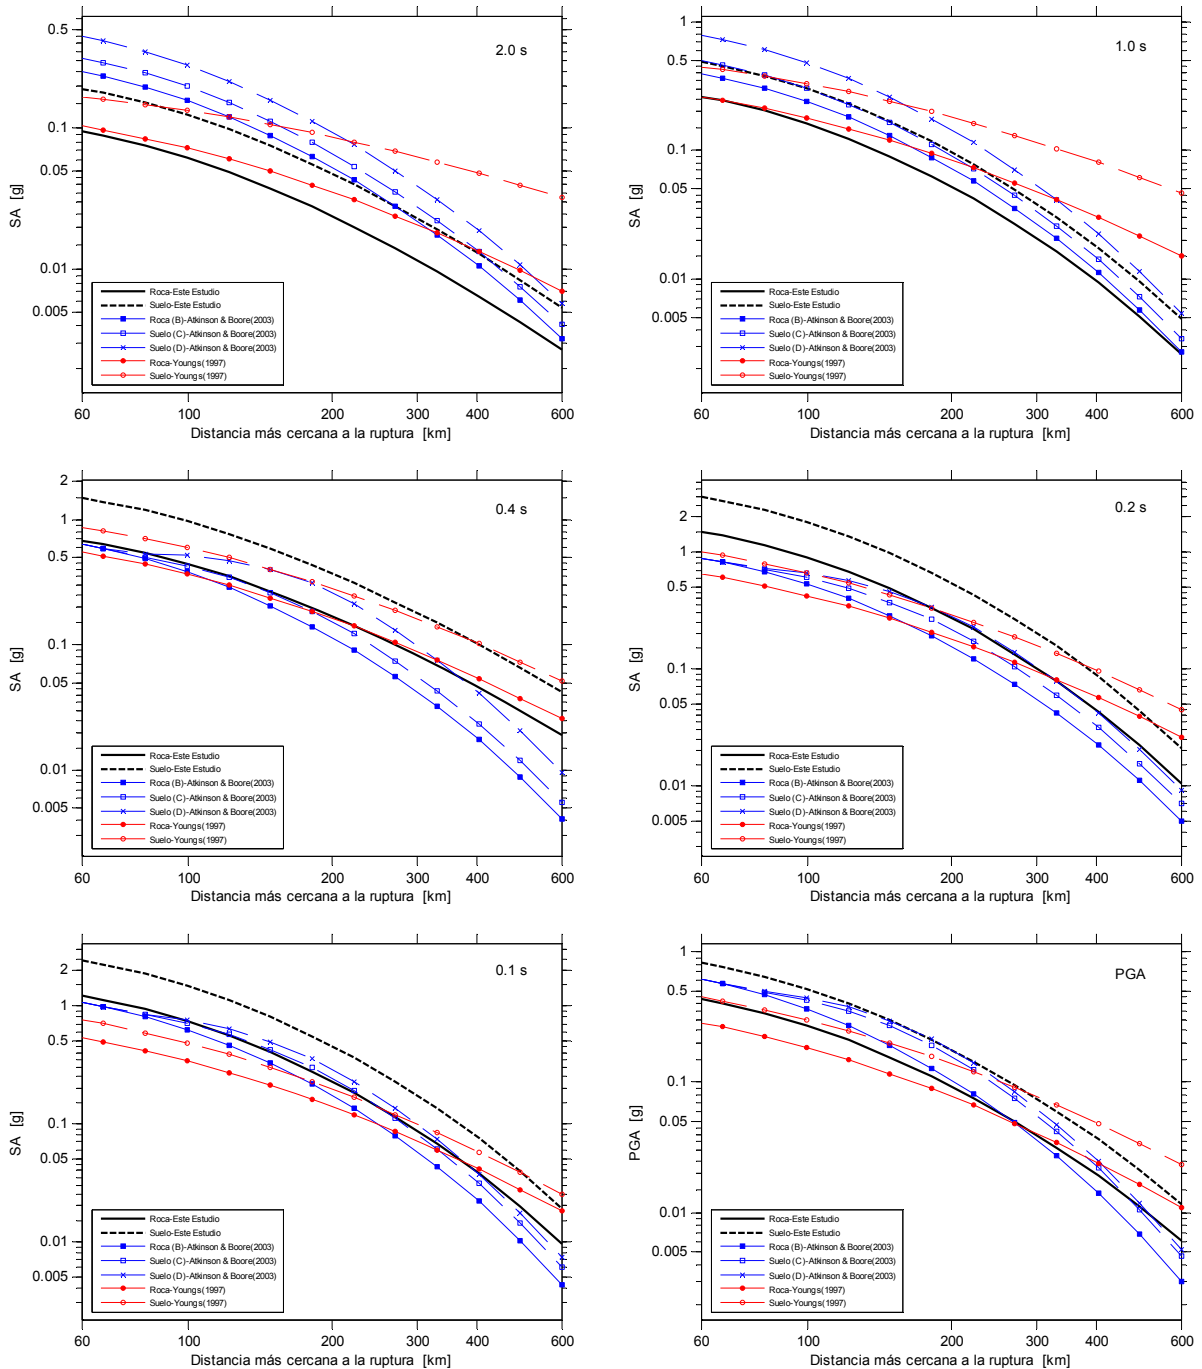 2.0 s
0.5
0.1
0.05
0.01
0.005
SA [g]
Roca-Este Estudio
Suelo-Este Estudio
Roca (B)-Atkinson & Boore(2003)
Suelo (C)-Atkinson & Boore(2003)
Suelo (D)-Atkinson & Boore(2003)
Roca-Youngs(1997)
Suelo-Youngs(1997)
60 100 200 300 400 600
Distancia más cercana a la ruptura [km]
1.0 s
1
0.5
0.1
0.05
0.01
0.005
SA [g]
Roca-Este Estudio
Suelo-Este Estudio
Roca (B)-Atkinson & Boore(2003)
Suelo (C)-Atkinson & Boore(2003)
Suelo (D)-Atkinson & Boore(2003)
Roca-Youngs(1997)
Suelo-Youngs(1997)
60 100 200 300 400 600
Distancia más cercana a la ruptura [km]
0.4 s
2
1
0.5
0.1
0.05
0.01
0.005
SA [g]
Roca-Este Estudio
Suelo-Este Estudio
Roca (B)-Atkinson & Boore(2003)
Suelo (C)-Atkinson & Boore(2003)
Suelo (D)-Atkinson & Boore(2003)
Roca-Youngs(1997)
Suelo-Youngs(1997)
60 100 200 300 400 600
Distancia más cercana a la ruptura [km]
0.2 s
2
1
0.5
0.1
0.05
0.01
0.005
SA [g]
Roca-Este Estudio
Suelo-Este Estudio
Roca (B)-Atkinson & Boore(2003)
Suelo (C)-Atkinson & Boore(2003)
Suelo (D)-Atkinson & Boore(2003)
Roca-Youngs(1997)
Suelo-Youngs(1997)
60 100 200 300 400 600
Distancia más cercana a la ruptura [km]
0.1 s
2
1
0.5
0.1
0.05
0.01
0.005
SA [g]
Roca-Este Estudio
Suelo-Este Estudio
Roca (B)-Atkinson & Boore(2003)
Suelo (C)-Atkinson & Boore(2003)
Suelo (D)-Atkinson & Boore(2003)
Roca-Youngs(1997)
Suelo-Youngs(1997)
60 100 200 300 400 600
Distancia más cercana a la ruptura [km]
PGA
1
0.5
0.1
0.05
0.01
0.005
PGA [g]
Roca-Este Estudio
Suelo-Este Estudio
Roca (B)-Atkinson & Boore(2003)
Suelo (C)-Atkinson & Boore(2003)
Suelo (D)-Atkinson & Boore(2003)
Roca-Youngs(1997)
Suelo-Youngs(1997)
60 100 200 300 400 600
Distancia más cercana a la ruptura [km]